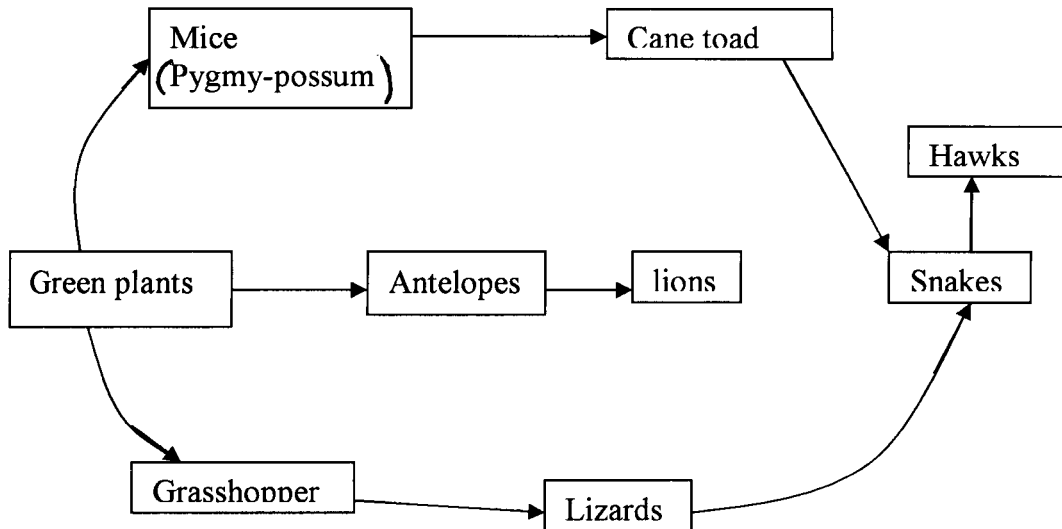 Mice
(Pygmy-possum)
Cane toad
Hawks
Green plants
Antelopes
lions
Snakes
Grasshopper
Lizards